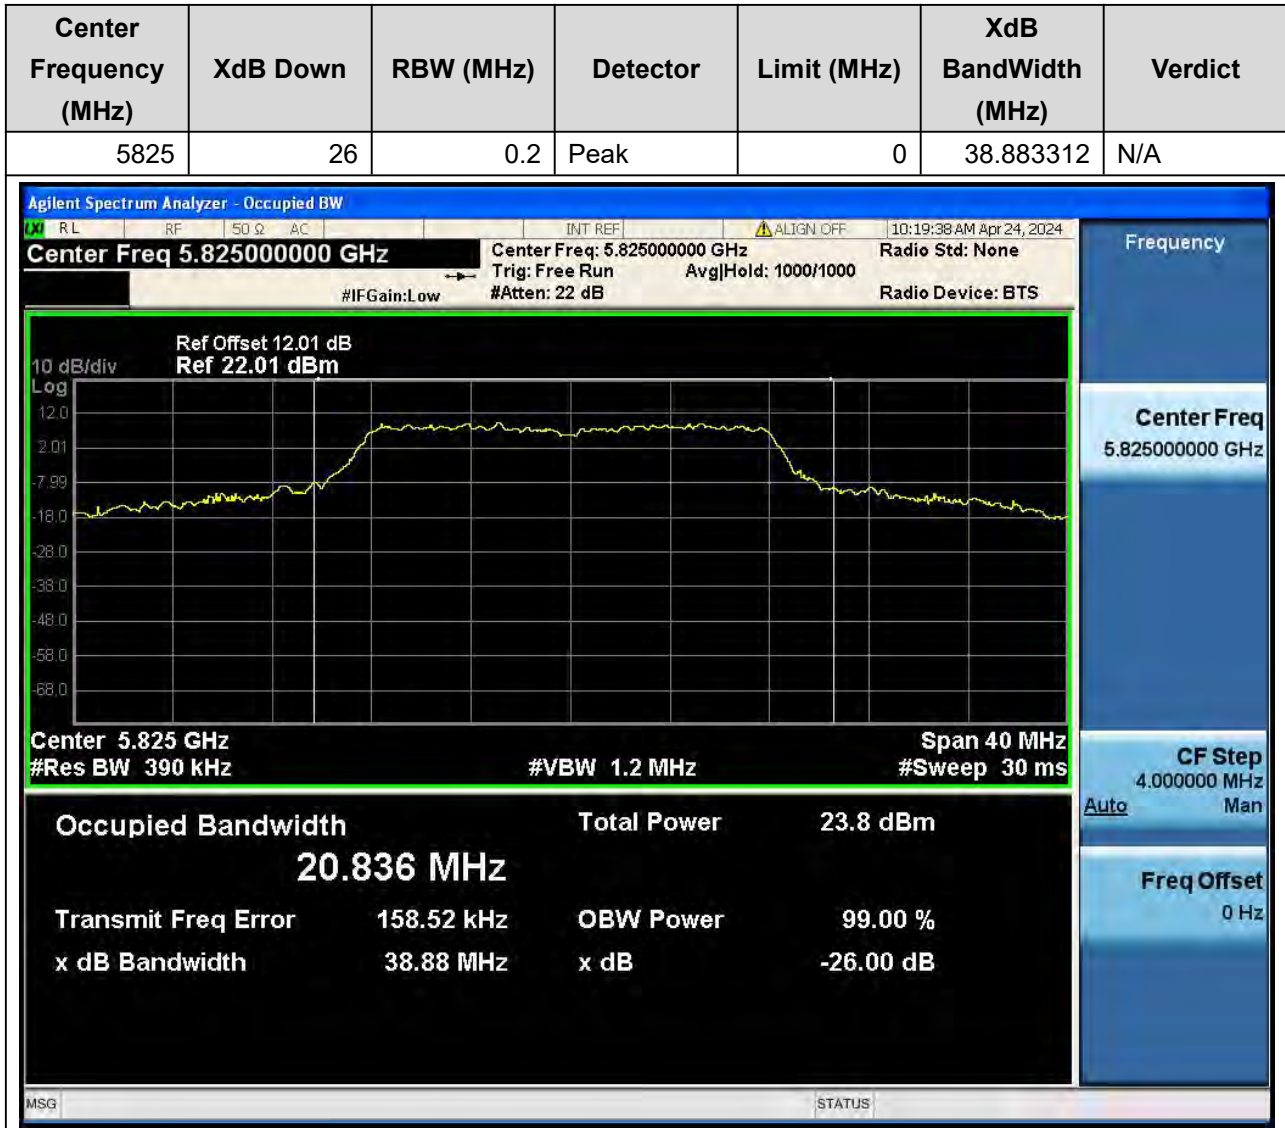 Center Frequency (MHz) XdB Down RBW (MHz) Detector Limit (MHz) XdB BandWidth (MHz) Verdict
5825 26 0.2 Peak 0 38.883312 N/A
Agilent Spectrum Analyzer - Occupied BW
LXI RL RF 50 Ω AC INT REF ALIGN OFF 10:19:38 AM Apr 24, 2024
Center Freq 5.825000000 GHz
Center Freq: 5.825000000 GHz Radio Std: None
Trig: Free Run Avg|Hold: 1000/1000
#IFGain:Low #Atten: 22 dB Radio Device: BTS
Frequency
Ref Offset 12.01 dB
10 dB/div Ref 22.01 dBm
Log
12.0
2.01
-7.99
-18.0
-28.0
-38.0
-48.0
-58.0
-68.0
Center 5.825 GHz Span 40 MHz
#Res BW 390 kHz #VBW 1.2 MHz #Sweep 30 ms
Center Freq
5.825000000 GHz
CF Step
4.000000 MHz
Auto Man
Freq Offset
0 Hz
Occupied Bandwidth Total Power 23.8 dBm
20.836 MHz
Transmit Freq Error 158.52 kHz OBW Power 99.00 %
x dB Bandwidth 38.88 MHz x dB -26.00 dB
MSG STATUS